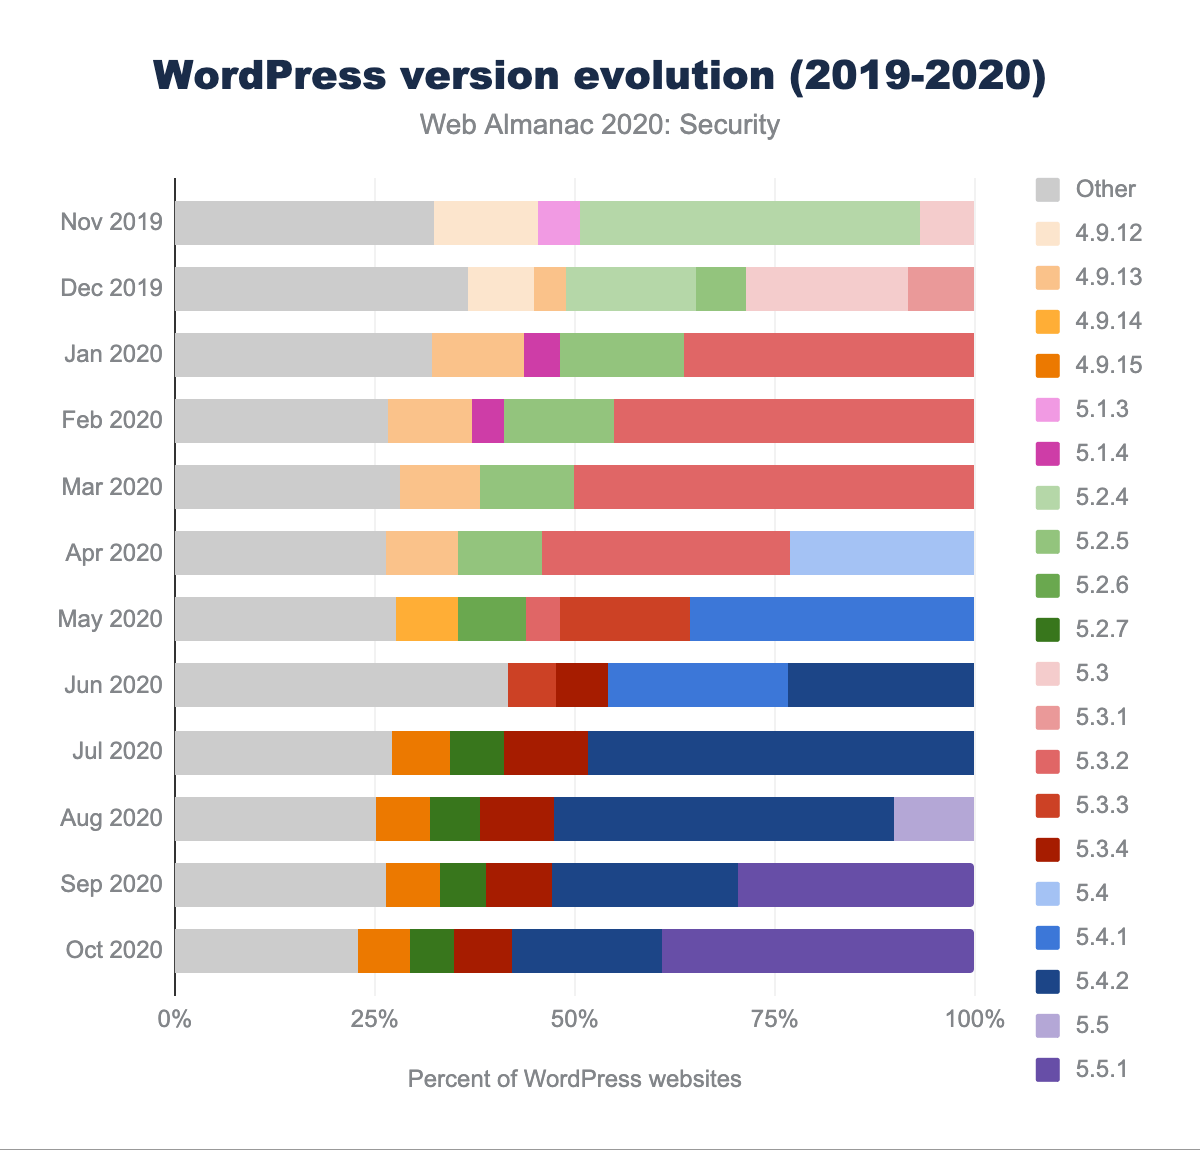 WordPress version evolution (2019-2020)
Web Almanac 2020: Security
Nov 2019
Dec 2019
Jan 2020
Feb 2020
Mar 2020
Apr 2020
May 2020
Jun 2020
Jul 2020
Aug 2020
Sep 2020
Oct 2020
0% 25% 50% 75% 100%
Percent of WordPress websites
Other
4.9.12
4.9.13
4.9.14
4.9.15
5.1.3
5.1.4
5.2.4
5.2.5
5.2.6
5.2.7
5.3
5.3.1
5.3.2
5.3.3
5.3.4
5.4
5.4.1
5.4.2
5.5
5.5.1